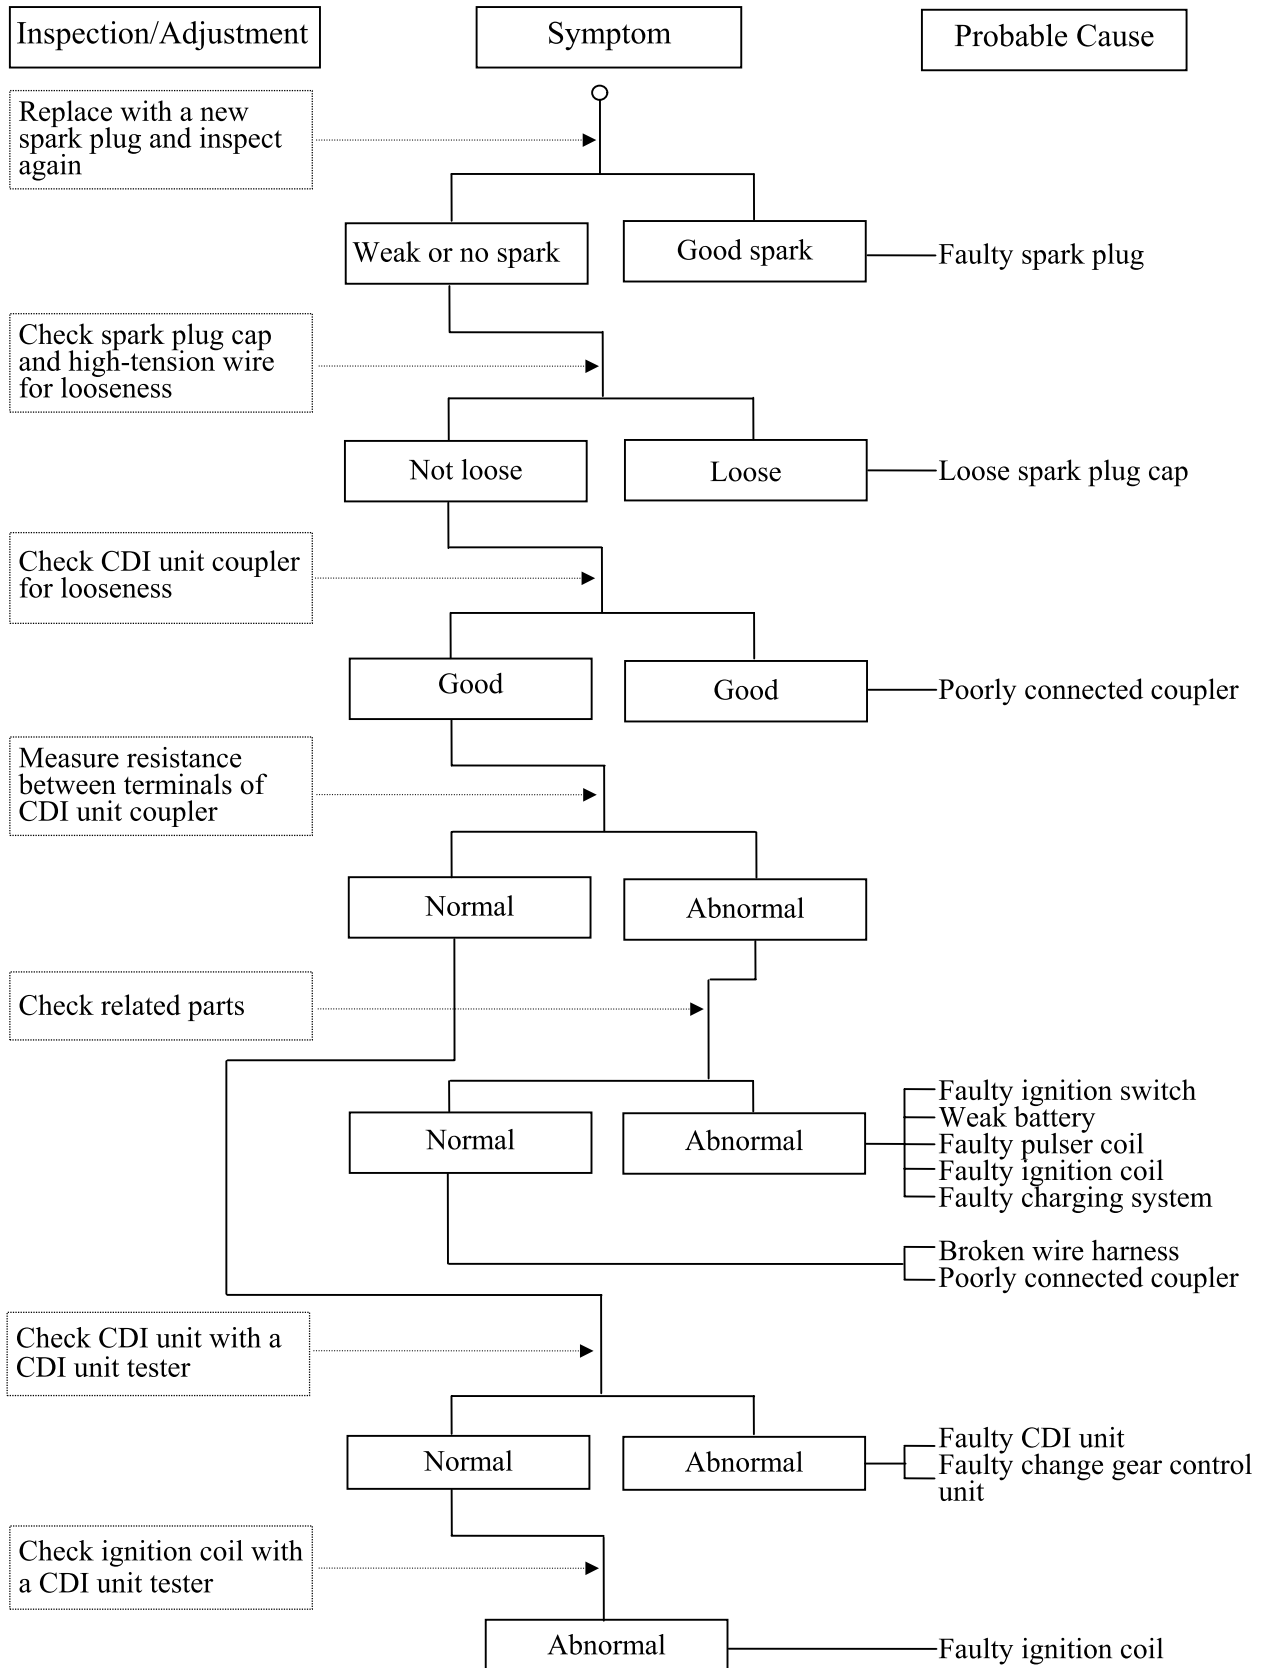 Inspection/Adjustment
Symptom
Probable Cause
Replace with a new
spark plug and inspect
again
Weak or no spark
Good spark
Faulty spark plug
Check spark plug cap
and high-tension wire
for looseness
Not loose
Loose
Loose spark plug cap
Check CDI unit coupler
for looseness
Good
Good
Poorly connected coupler
Measure resistance
between terminals of
CDI unit coupler
Normal
Abnormal
Check related parts
Normal
Abnormal
Faulty ignition switch
Weak battery
Faulty pulser coil
Faulty ignition coil
Faulty charging system
Broken wire harness
Poorly connected coupler
Check CDI unit with a
CDI unit tester
Normal
Abnormal
Faulty CDI unit
Faulty change gear control
unit
Check ignition coil with
a CDI unit tester
Abnormal
Faulty ignition coil